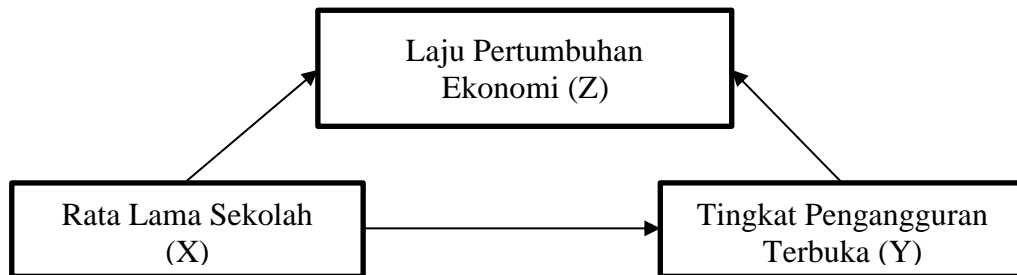 Laju Pertumbuhan
Ekonomi (Z)
Rata Lama Sekolah
(X)
Tingkat Pengangguran
Terbuka (Y)